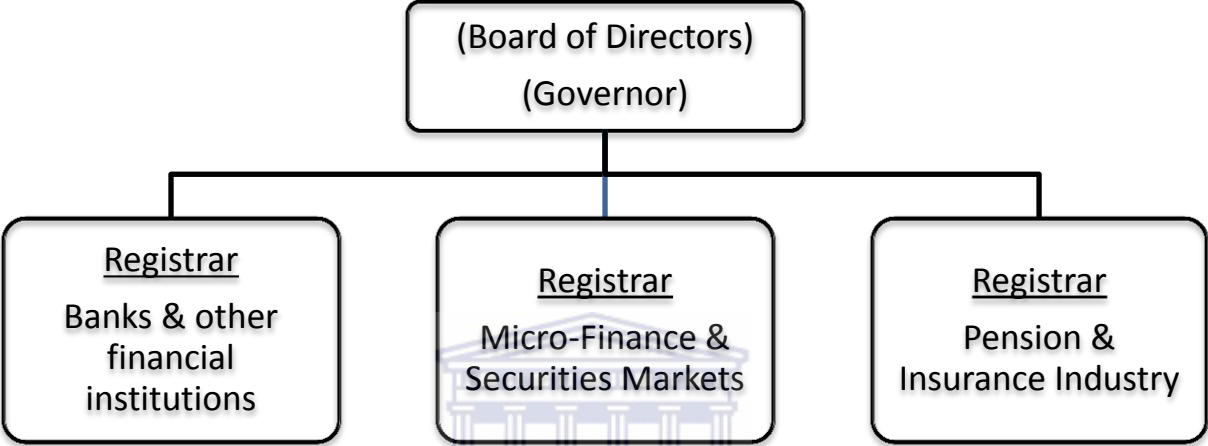 (Board of Directors)
(Governor)
Registrar
Banks & other
financial
institutions
Registrar
Micro-Finance &
Securities Markets
Registrar
Pension &
Insurance Industry